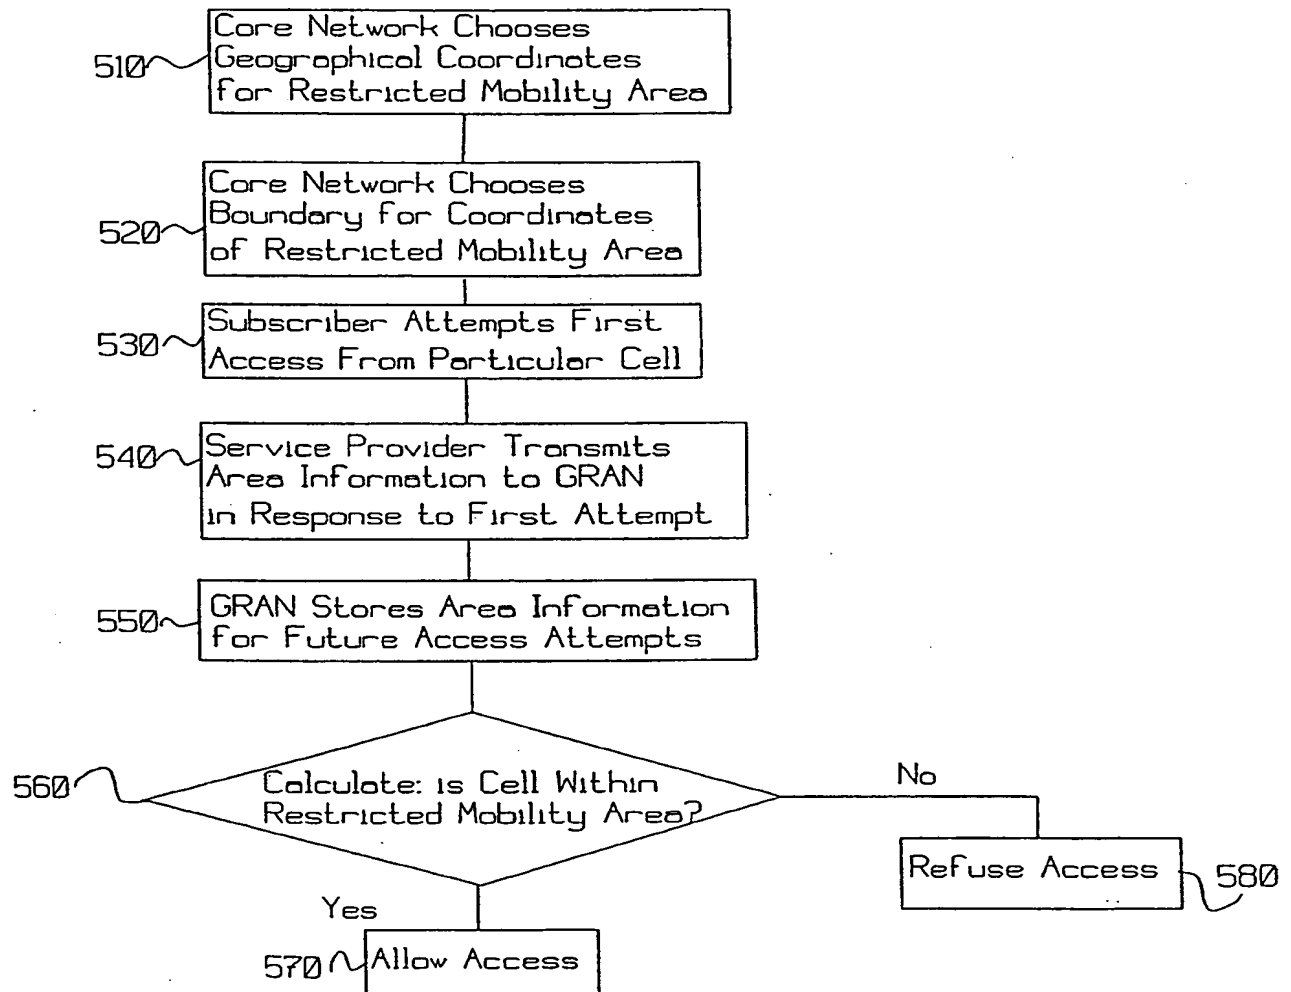 Core Network Chooses
Geographical Coordinates
for Restricted Mobility Area
510
Core Network Chooses
Boundary for Coordinates
of Restricted Mobility Area
520
Subscriber Attempts First
Access From Particular Cell
530
Service Provider Transmits
Area Information to GRAN
in Response to First Attempt
540
GRAN Stores Area Information
for Future Access Attempts
550
Calculate: is Cell Within
Restricted Mobility Area?
560
No
Refuse Access
580
Yes
Allow Access
570